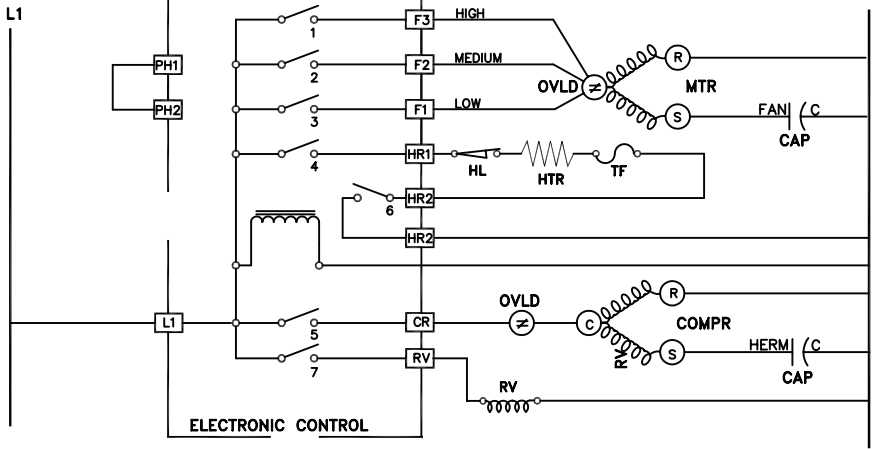 L1
1
F3
HIGH
PH1
2
F2
MEDIUM
OVLD
R
MTR
PH2
3
F1
LOW
S
FAN
C
CAP
4
HR1
HL
HTR
TF
6
HR2
HR2
OVLD
R
L1
5
CR
C
COMPR
RV
HERM
C
7
RV
S
CAP
RV
ELECTRONIC CONTROL